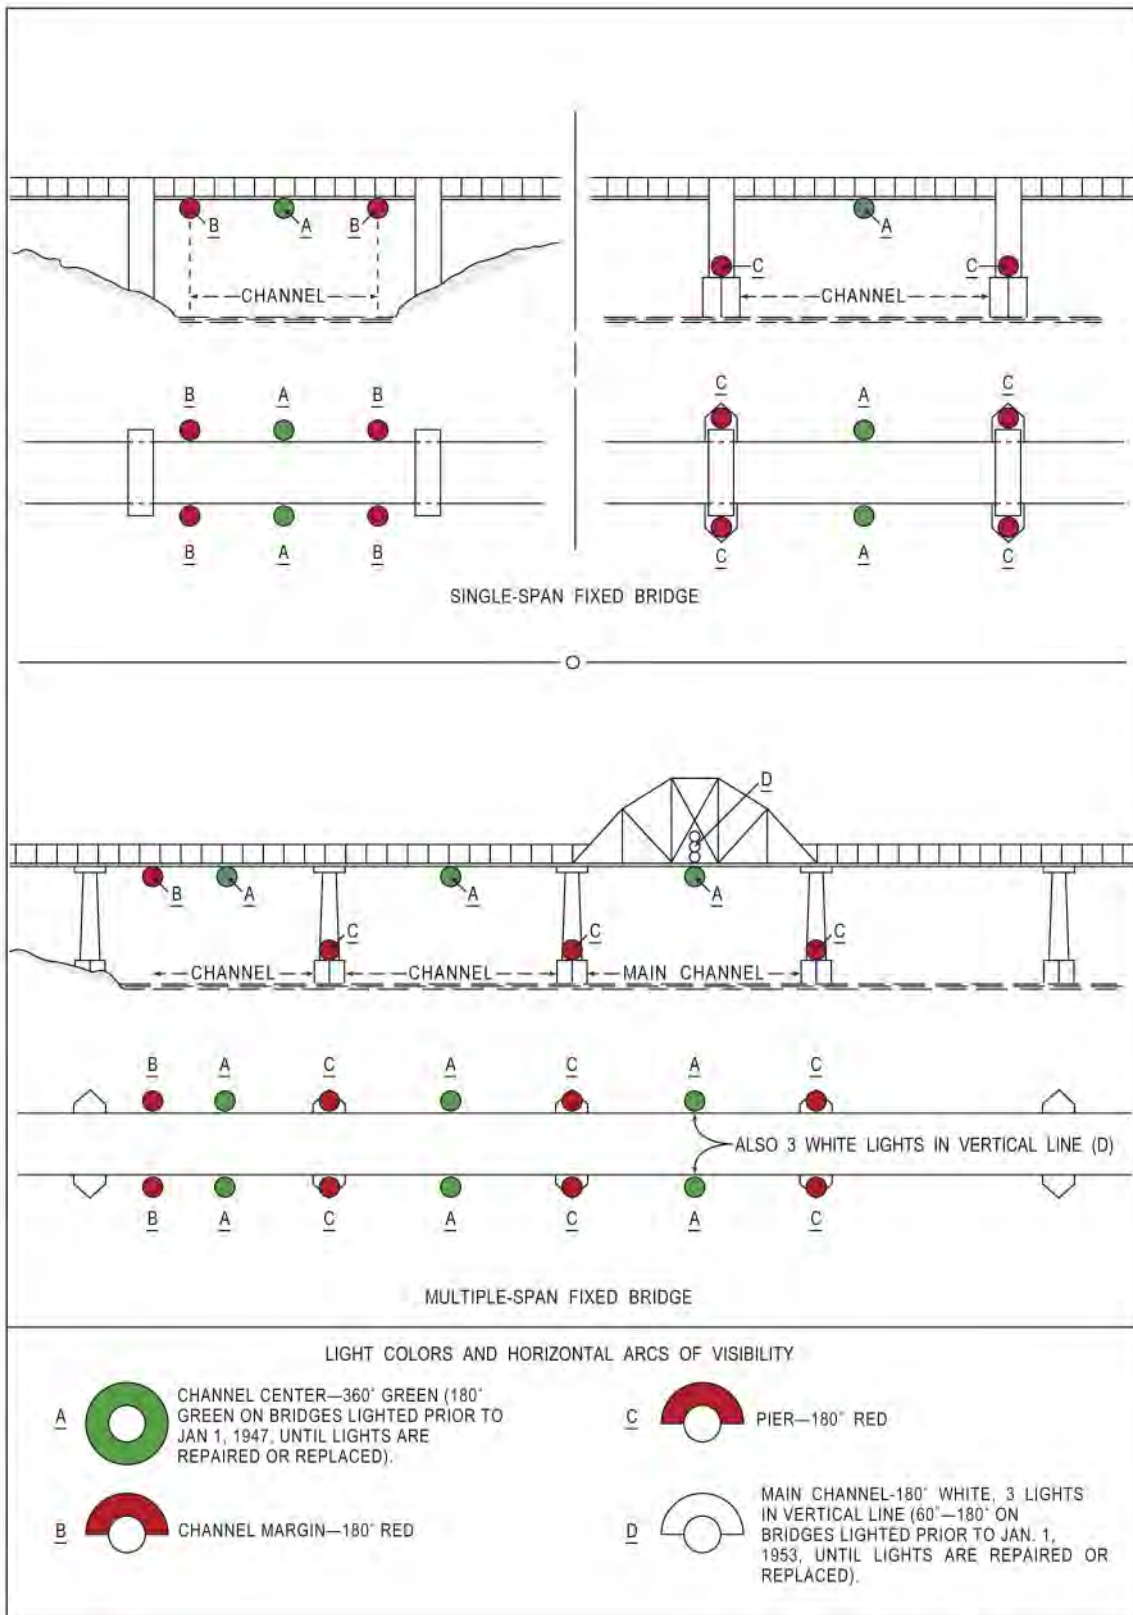 B A B
CHANNEL
A
C C
CHANNEL
B A B
B A B
C A C
C A C
SINGLE-SPAN FIXED BRIDGE
D
B A A A
C C C
CHANNEL CHANNEL MAIN CHANNEL
B A C A C A C
ALSO 3 WHITE LIGHTS IN VERTICAL LINE (D)
B A C A C A C
MULTIPLE-SPAN FIXED BRIDGE
LIGHT COLORS AND HORIZONTAL ARCS OF VISIBILITY
A
CHANNEL CENTER—360° GREEN (180°
GREEN ON BRIDGES LIGHTED PRIOR TO
JAN 1, 1947, UNTIL LIGHTS ARE
REPAIRED OR REPLACED).
B
CHANNEL MARGIN—180° RED
C
PIER—180° RED
D
MAIN CHANNEL-180° WHITE, 3 LIGHTS
IN VERTICAL LINE (60°—180° ON
BRIDGES LIGHTED PRIOR TO JAN. 1,
1953, UNTIL LIGHTS ARE REPAIRED OR
REPLACED).